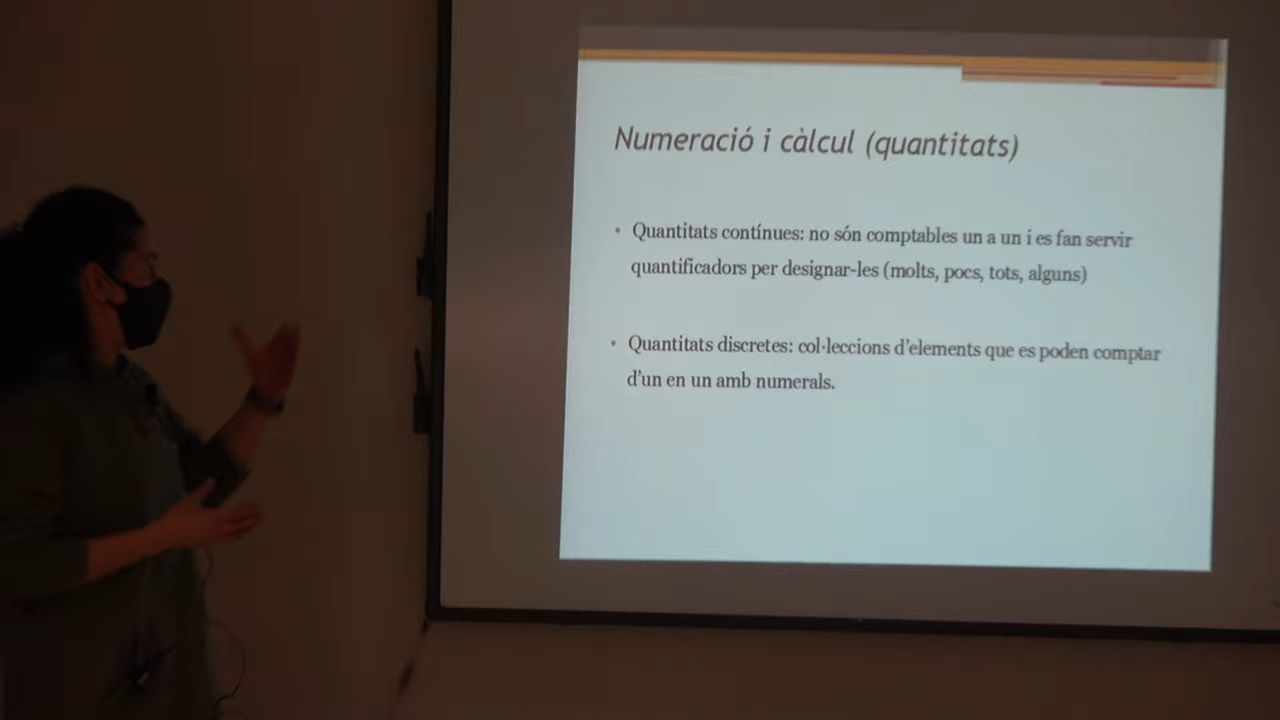 Numeració i càlcul (quantitats)
• Quantitats contínues: no són comptables un a un i es fan servir
quantificadors per designar-les (molts, pocs, tots, alguns)
• Quantitats discretes: col·leccions d'elements que es poden comptar
d'un en un amb numerals.